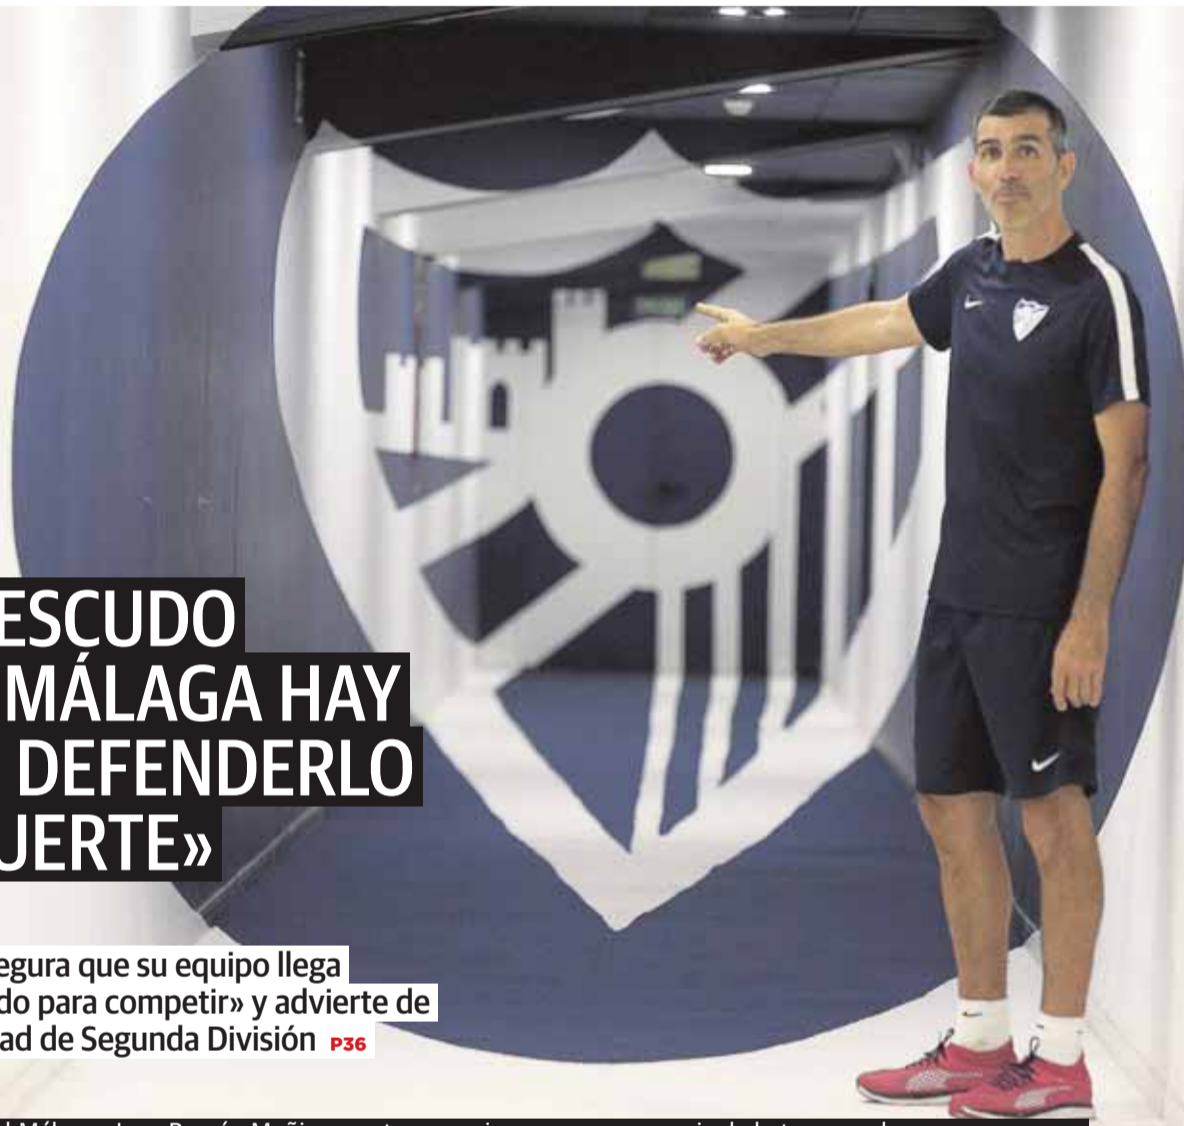 ESCUDO
MÁLAGA HAY
DEFENDERLO
UERTE»
egura que su equipo llega
do para competir» y advierte de
ad de Segunda División P36